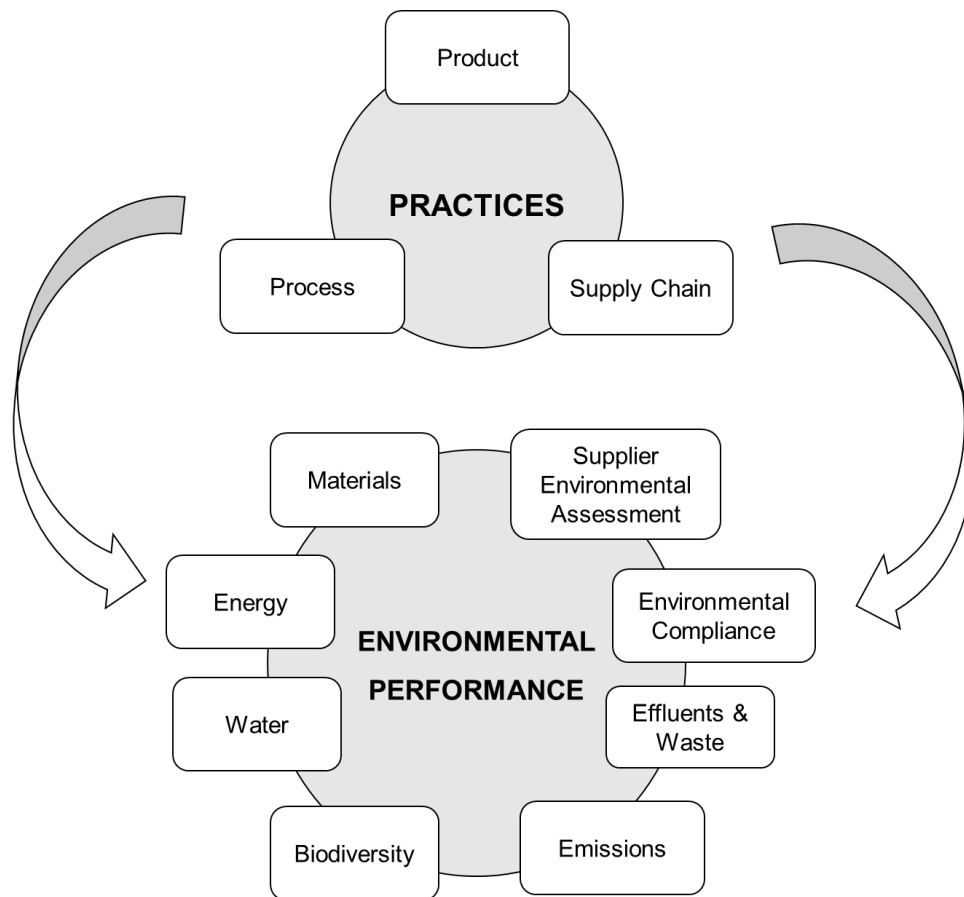 Product
PRACTICES
Process
Supply Chain
Materials
Supplier
Environmental
Assessment
Energy
Environmental
Compliance
ENVIRONMENTAL
PERFORMANCE
Water
Effluents &
Waste
Biodiversity
Emissions